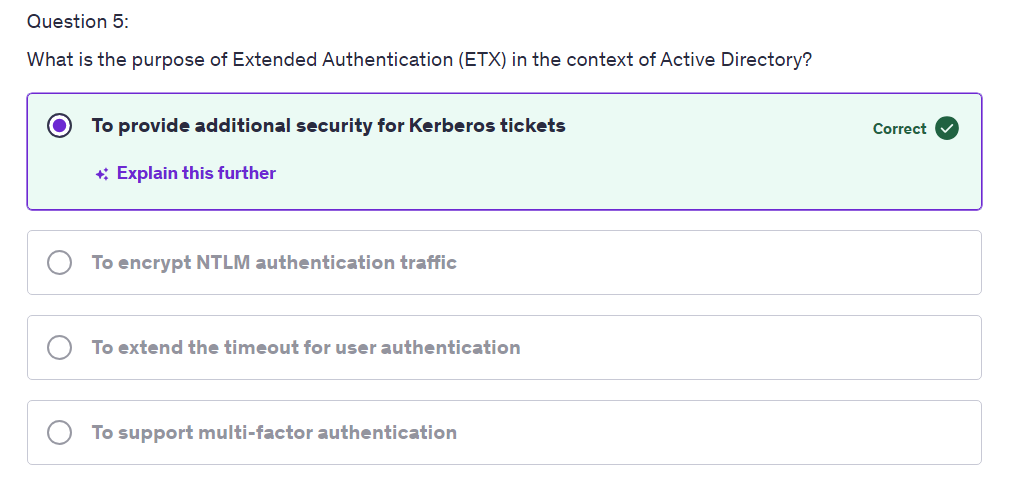 Question 5:
What is the purpose of Extended Authentication (ETX) in the context of Active Directory?
To provide additional security for Kerberos tickets
Correct
Explain this further
To encrypt NTLM authentication traffic
To extend the timeout for user authentication
To support multi-factor authentication